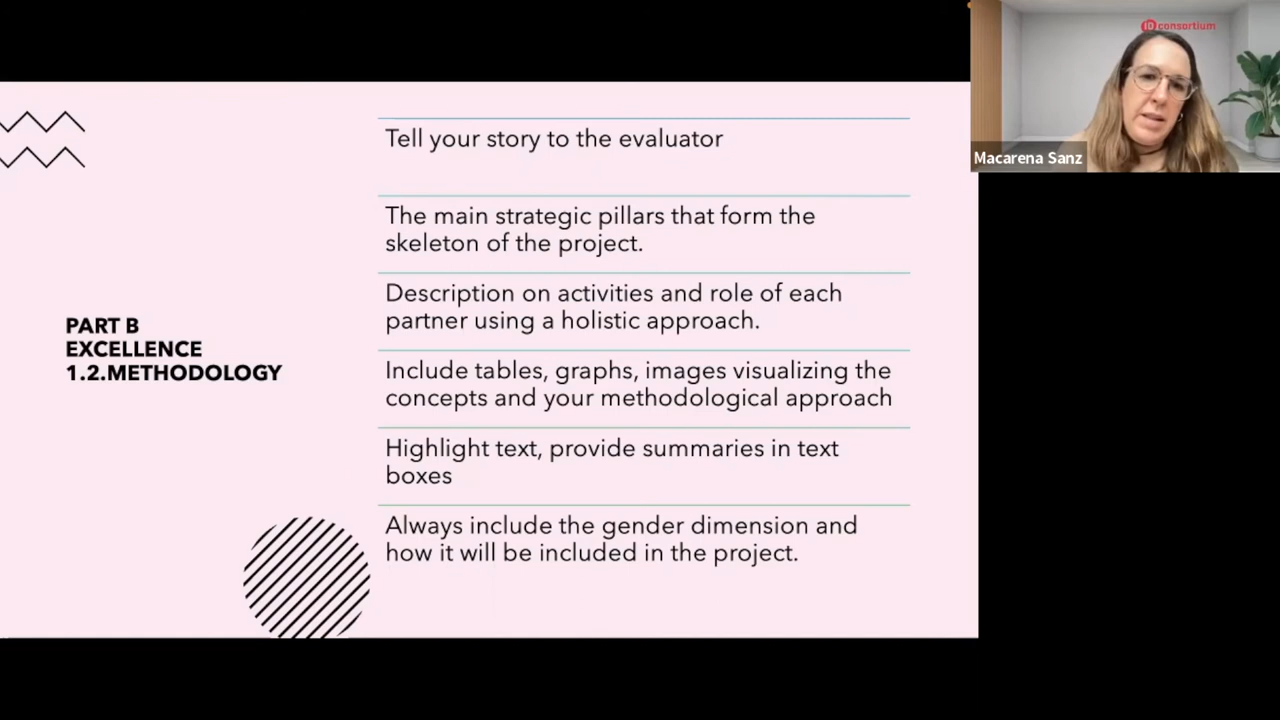 iD consortium
Macarena Sanz
PART B
EXCELLENCE
1.2.METHODOLOGY
Tell your story to the evaluator
The main strategic pillars that form the
skeleton of the project.
Description on activities and role of each
partner using a holistic approach.
Include tables, graphs, images visualizing the
concepts and your methodological approach
Highlight text, provide summaries in text
boxes
Always include the gender dimension and
how it will be included in the project.